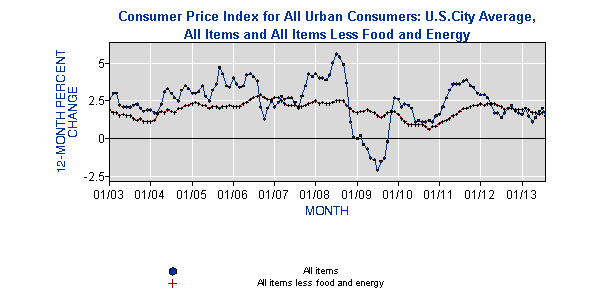 Consumer Price Index for All Urban Consumers: U.S.City Average,
All Items and All Items Less Food and Energy
12-MONTH PERCENT
CHANGE
5
2.5
0
-2.5
01/03 01/04 01/05 01/06 01/07 01/08 01/09 01/10 01/11 01/12 01/13
MONTH
All items
All items less food and energy